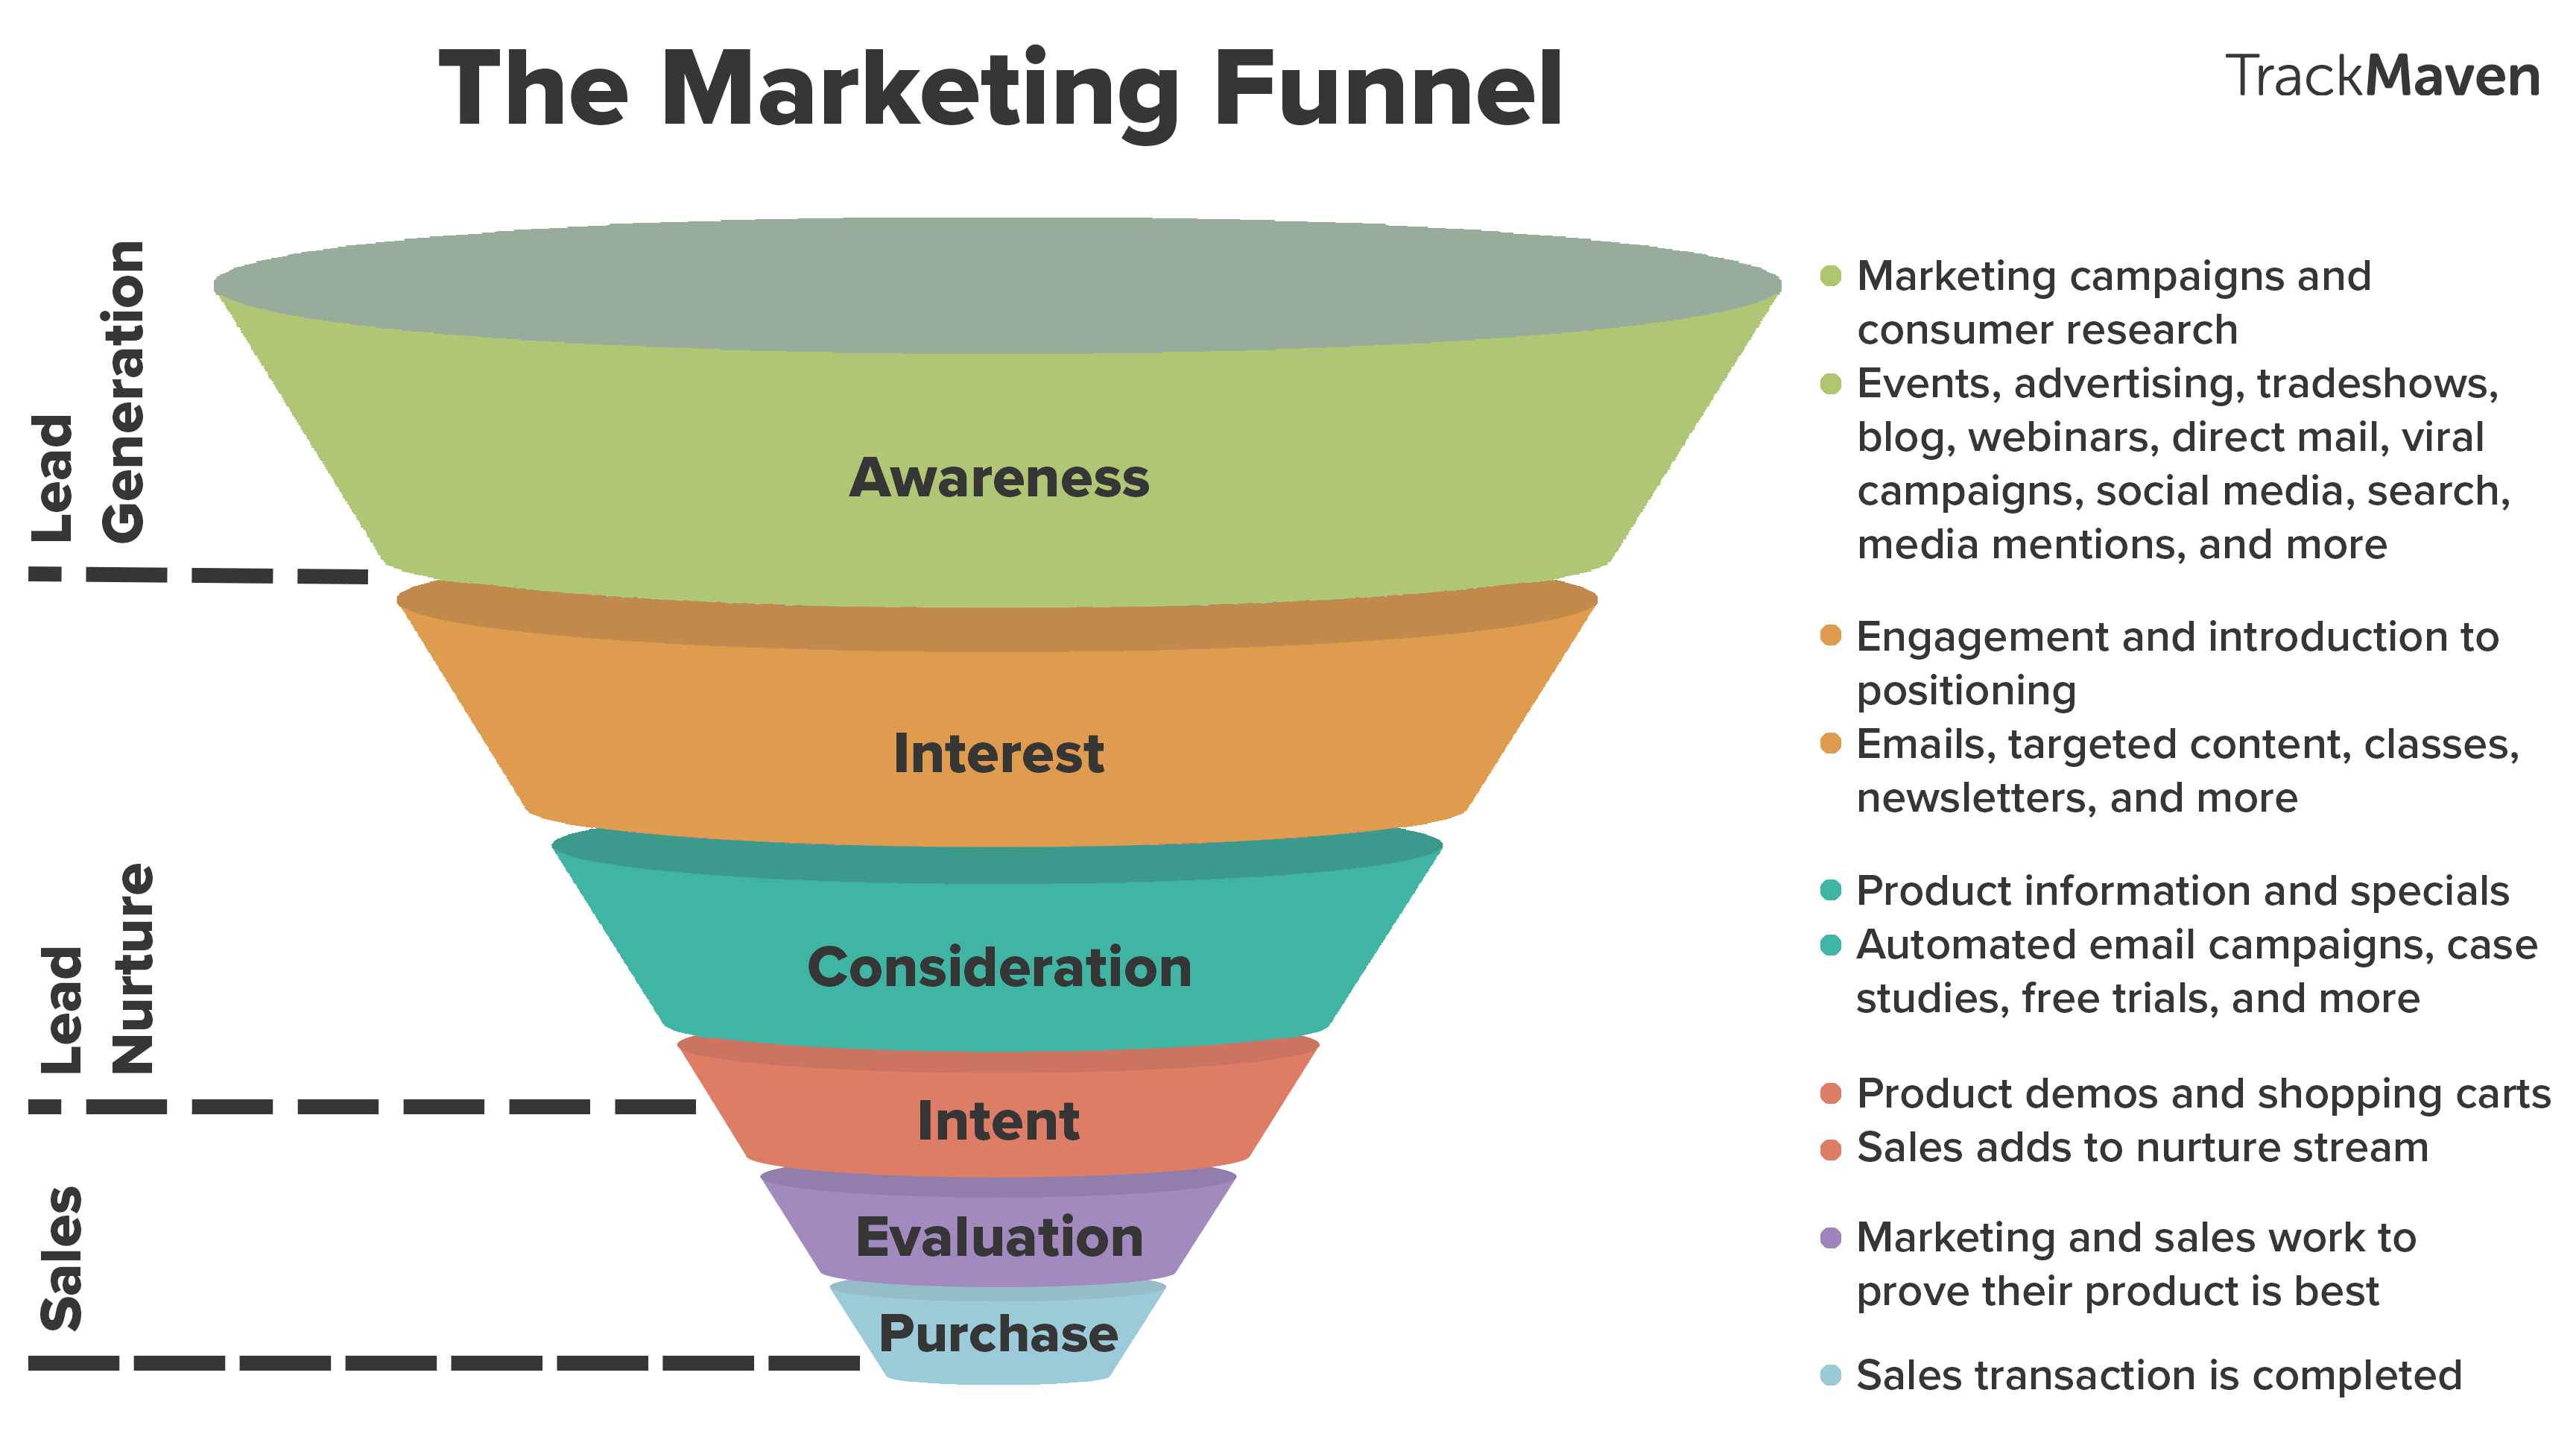 The Marketing Funnel
TrackMaven
Lead
Generation
Awareness
Marketing campaigns and
consumer research
Events, advertising, tradeshows,
blog, webinars, direct mail, viral
campaigns, social media, search,
media mentions, and more
Interest
Engagement and introduction to
positioning
Emails, targeted content, classes,
newsletters, and more
Lead
Nurture
Consideration
Product information and specials
Automated email campaigns, case
studies, free trials, and more
Intent
Product demos and shopping carts
Sales adds to nurture stream
Sales
Evaluation
Marketing and sales work to
prove their product is best
Purchase
Sales transaction is completed